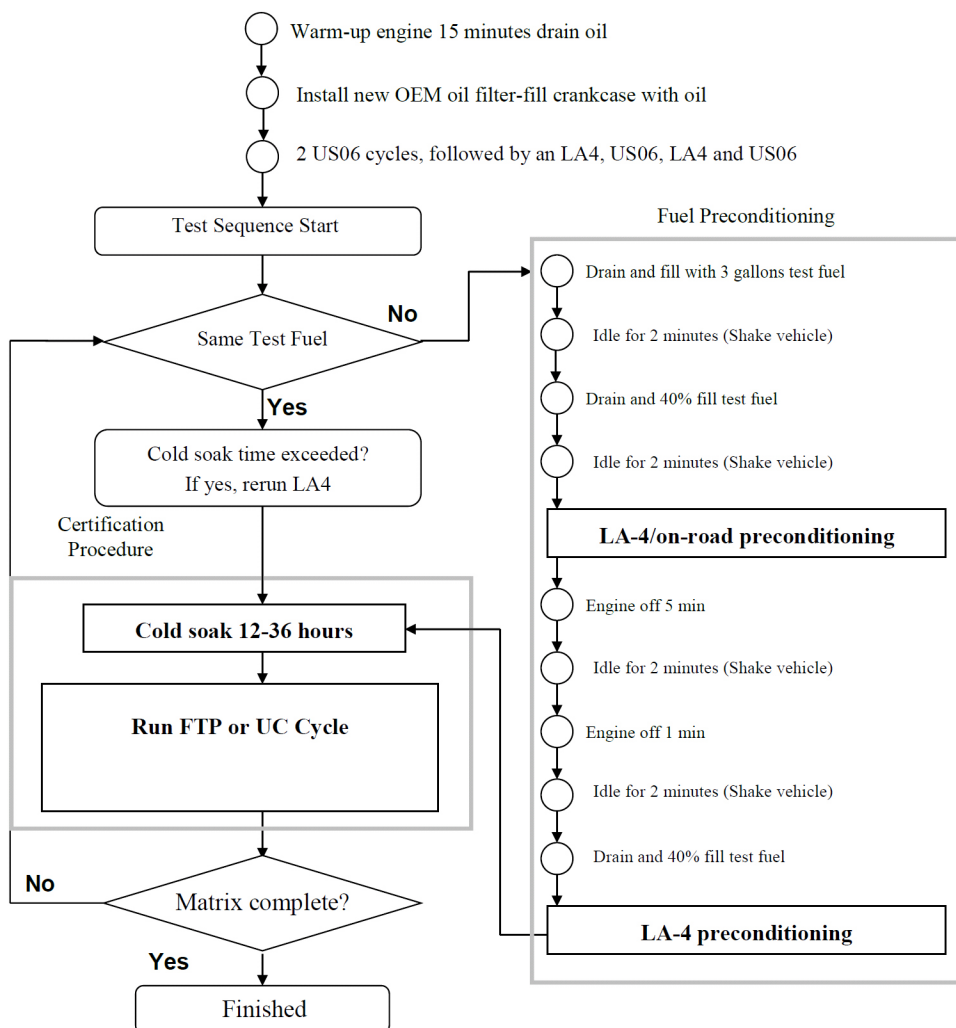 Warm-up engine 15 minutes drain oil
Install new OEM oil filter-fill crankcase with oil
2 US06 cycles, followed by an LA4, US06, LA4 and US06
Test Sequence Start
Same Test Fuel
No
Yes
Cold soak time exceeded?
If yes, rerun LA4
Certification
Procedure
Cold soak 12-36 hours
Run FTP or UC Cycle
No
Matrix complete?
Yes
Finished
Fuel Preconditioning
Drain and fill with 3 gallons test fuel
Idle for 2 minutes (Shake vehicle)
Drain and 40% fill test fuel
Idle for 2 minutes (Shake vehicle)
LA-4/on-road preconditioning
Engine off 5 min
Idle for 2 minutes (Shake vehicle)
Engine off 1 min
Idle for 2 minutes (Shake vehicle)
Drain and 40% fill test fuel
LA-4 preconditioning